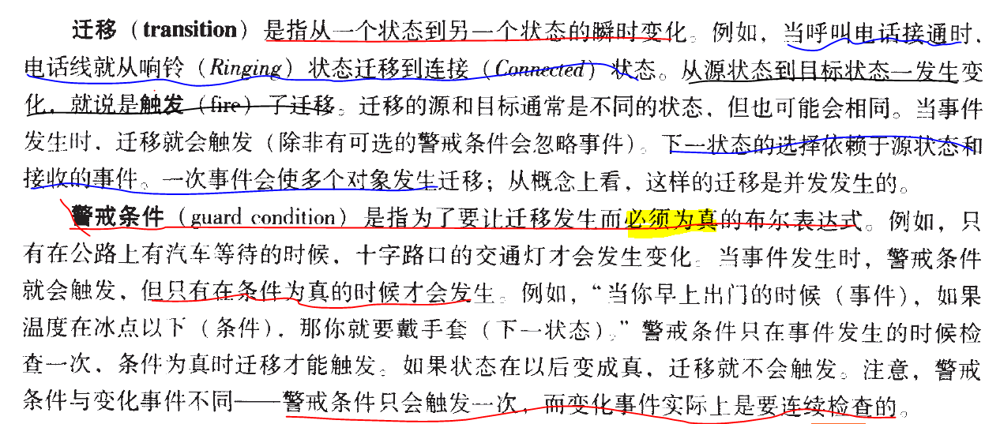 迁移（transition）是指从一个状态到另一个状态的瞬时变化。例如，当呼叫电话接通时，
电话线就从响铃（Ringing）状态迁移到连接（Connected）状态。从源状态到目标状态一发生变
化，就说是触发（fire）了迁移。迁移的源和目标通常是不同的状态，但也可能会相同。当事件
发生时，迁移就会触发（除非有可选的警戒条件会忽略事件）。下一状态的选择依赖于源状态和
接收的事件。一次事件会使多个对象发生迁移；从概念上看，这样的迁移是并发发生的。
警戒条件（guard condition）是指为了要让迁移发生而必须为真的布尔表达式。例如，只
有在公路上有汽车等待的时候，十字路口的交通灯才会发生变化。当事件发生时，警戒条件
就会触发，但只有在条件为真的时候才会发生。例如，“当你早上出门的时候（事件），如果
温度在冰点以下（条件），那你就要戴手套（下一状态）。”警戒条件只在事件发生的时候检
查一次，条件为真时迁移才能触发。如果状态在以后变成真，迁移就不会触发。注意，警戒
条件与变化事件不同——警戒条件只会触发一次，而变化事件实际上是要连续检查的。